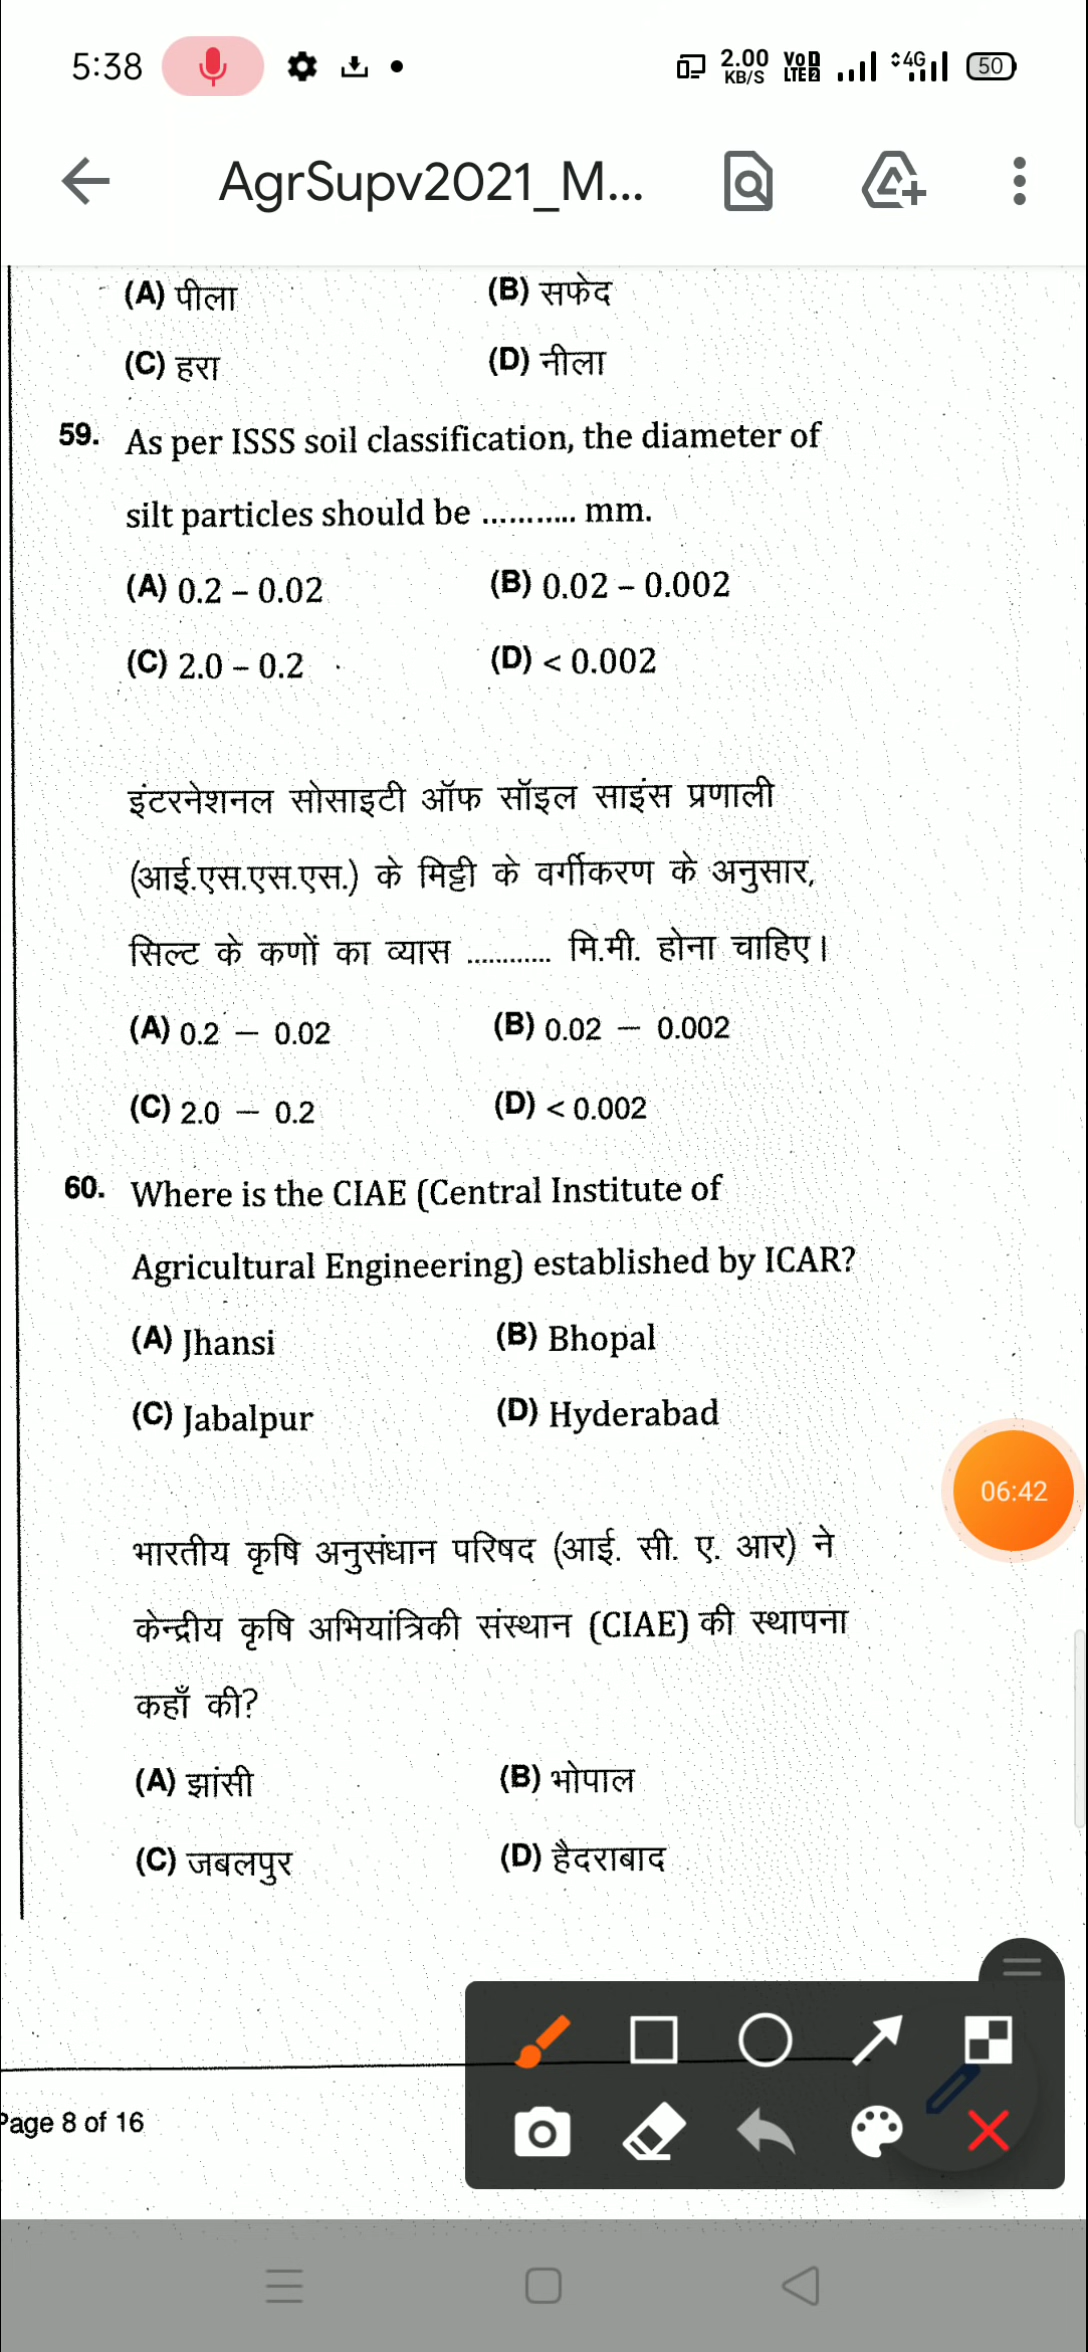 5:38
2.00 KB/S VoD LTE 2 4G 50
AgrSupv2021_M...
(A) पीला (B) सफेद
(C) हरा (D) नीला
59. As per ISSS soil classification, the diameter of
silt particles should be ........... mm.
(A) 0.2 – 0.02 (B) 0.02 – 0.002
(C) 2.0 – 0.2 (D) < 0.002
इंटरनेशनल सोसाइटी ऑफ सॉइल साइंस प्रणाली
(आई.एस.एस.एस.) के मिट्टी के वर्गीकरण के अनुसार,
सिल्ट के कणों का व्यास ............ मि.मी. होना चाहिए।
(A) 0.2 – 0.02 (B) 0.02 – 0.002
(C) 2.0 – 0.2 (D) < 0.002
60. Where is the CIAE (Central Institute of
Agricultural Engineering) established by ICAR?
(A) Jhansi (B) Bhopal
(C) Jabalpur (D) Hyderabad
06:42
भारतीय कृषि अनुसंधान परिषद (आई. सी. ए. आर) ने
केन्द्रीय कृषि अभियांत्रिकी संस्थान (CIAE) की स्थापना
कहाँ की?
(A) झांसी (B) भोपाल
(C) जबलपुर (D) हैदराबाद
Page 8 of 16